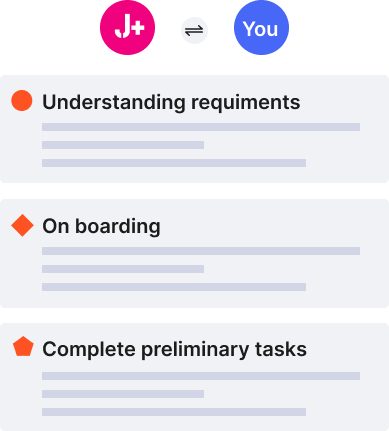 J+
You
Understanding requiments
On boarding
Complete preliminary tasks